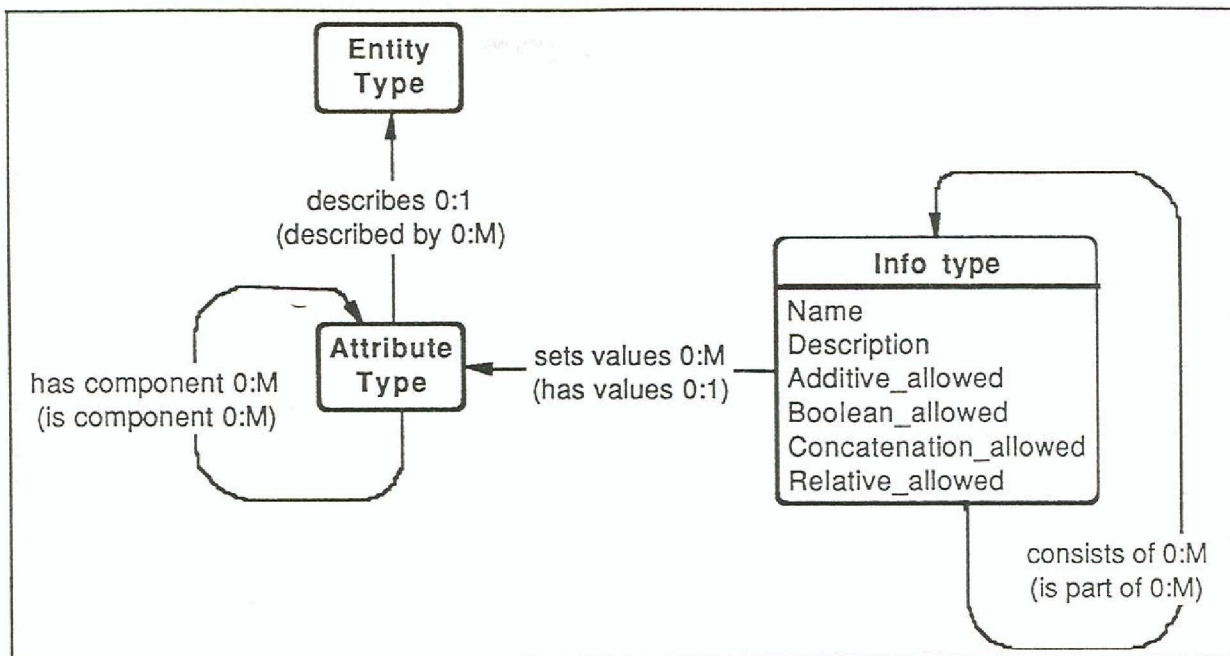 Entity
Type
describes 0:1
(described by 0:M)
Attribute
Type
has component 0:M
(is component 0:M)
sets values 0:M
(has values 0:1)
Info type
Name
Description
Additive_allowed
Boolean_allowed
Concatenation_allowed
Relative_allowed
consists of 0:M
(is part of 0:M)